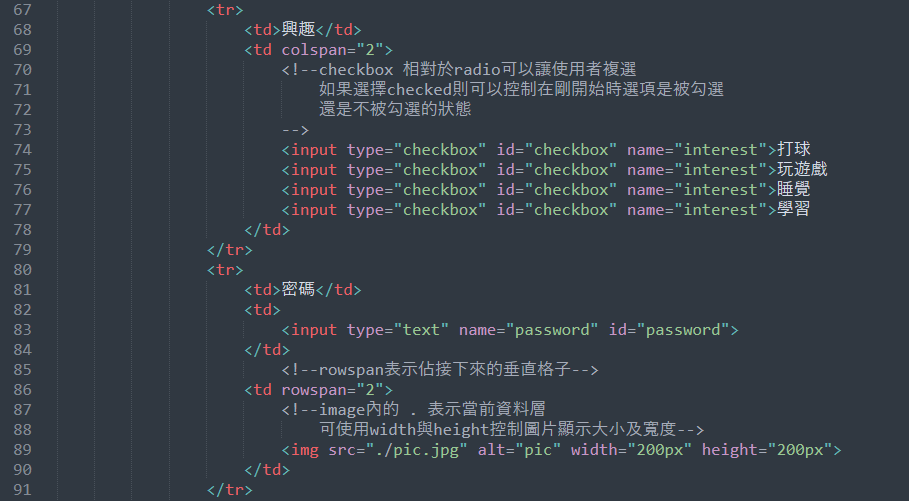 67 <tr>
68 <td>興趣</td>
69 <td colspan="2">
70 <!--checkbox 相對於radio可以讓使用者複選
71 如果選擇checked則可以控制在剛開始時選項是被勾選
72 還是不被勾選的狀態
73 -->
74 <input type="checkbox" id="checkbox" name="interest">打球
75 <input type="checkbox" id="checkbox" name="interest">玩遊戲
76 <input type="checkbox" id="checkbox" name="interest">睡覺
77 <input type="checkbox" id="checkbox" name="interest">學習
78 </td>
79 </tr>
80 <tr>
81 <td>密碼</td>
82 <td>
83 <input type="text" name="password" id="password">
84 </td>
85 <!--rowspan表示佔接下來的垂直格子-->
86 <td rowspan="2">
87 <!--image內的 . 表示當前資料層
88 可使用width與height控制圖片顯示大小及寬度-->
89 <img src="./pic.jpg" alt="pic" width="200px" height="200px">
90 </td>
91 </tr>